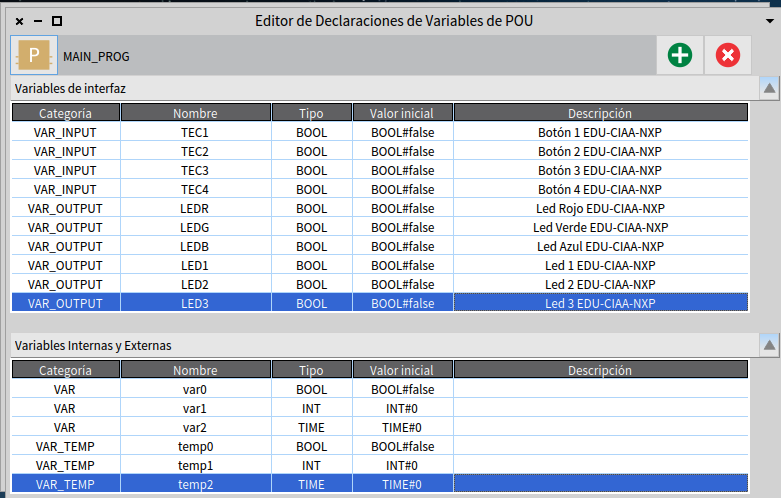 Editor de Declaraciones de Variables de POU
P MAIN_PROG
Variables de interfaz
Categoría Nombre Tipo Valor inicial Descripción
VAR_INPUT TEC1 BOOL BOOL#false Botón 1 EDU-CIAA-NXP
VAR_INPUT TEC2 BOOL BOOL#false Botón 2 EDU-CIAA-NXP
VAR_INPUT TEC3 BOOL BOOL#false Botón 3 EDU-CIAA-NXP
VAR_INPUT TEC4 BOOL BOOL#false Botón 4 EDU-CIAA-NXP
VAR_OUTPUT LEDR BOOL BOOL#false Led Rojo EDU-CIAA-NXP
VAR_OUTPUT LEDG BOOL BOOL#false Led Verde EDU-CIAA-NXP
VAR_OUTPUT LEDB BOOL BOOL#false Led Azul EDU-CIAA-NXP
VAR_OUTPUT LED1 BOOL BOOL#false Led 1 EDU-CIAA-NXP
VAR_OUTPUT LED2 BOOL BOOL#false Led 2 EDU-CIAA-NXP
VAR_OUTPUT LED3 BOOL BOOL#false Led 3 EDU-CIAA-NXP
Variables Internas y Externas
Categoría Nombre Tipo Valor inicial Descripción
VAR var0 BOOL BOOL#false
VAR var1 INT INT#0
VAR var2 TIME TIME#0
VAR_TEMP temp0 BOOL BOOL#false
VAR_TEMP temp1 INT INT#0
VAR_TEMP temp2 TIME TIME#0